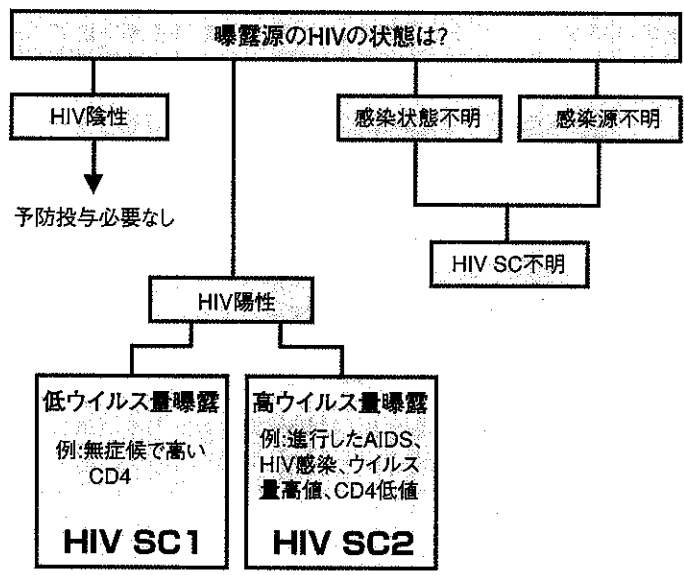 曝露源のHIVの状態は?
HIV陰性
感染状態不明
感染源不明
予防投与必要なし
HIV SC不明
HIV陽性
低ウイルス量曝露
例:無症候で高い
CD4
HIV SC1
高ウイルス量曝露
例:進行したAIDS、
HIV感染、ウイルス
量高値、CD4低値
HIV SC2